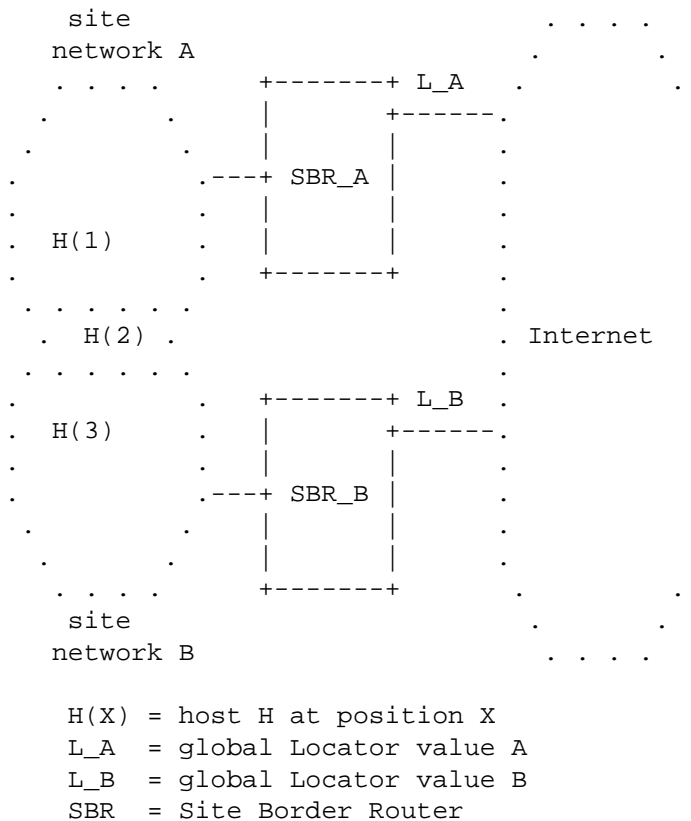 site
network A
L_A
SBR_A
H(1)
H(2)
Internet
L_B
H(3)
SBR_B
site
network B
H(X) = host H at position X
L_A = global Locator value A
L_B = global Locator value B
SBR = Site Border Router